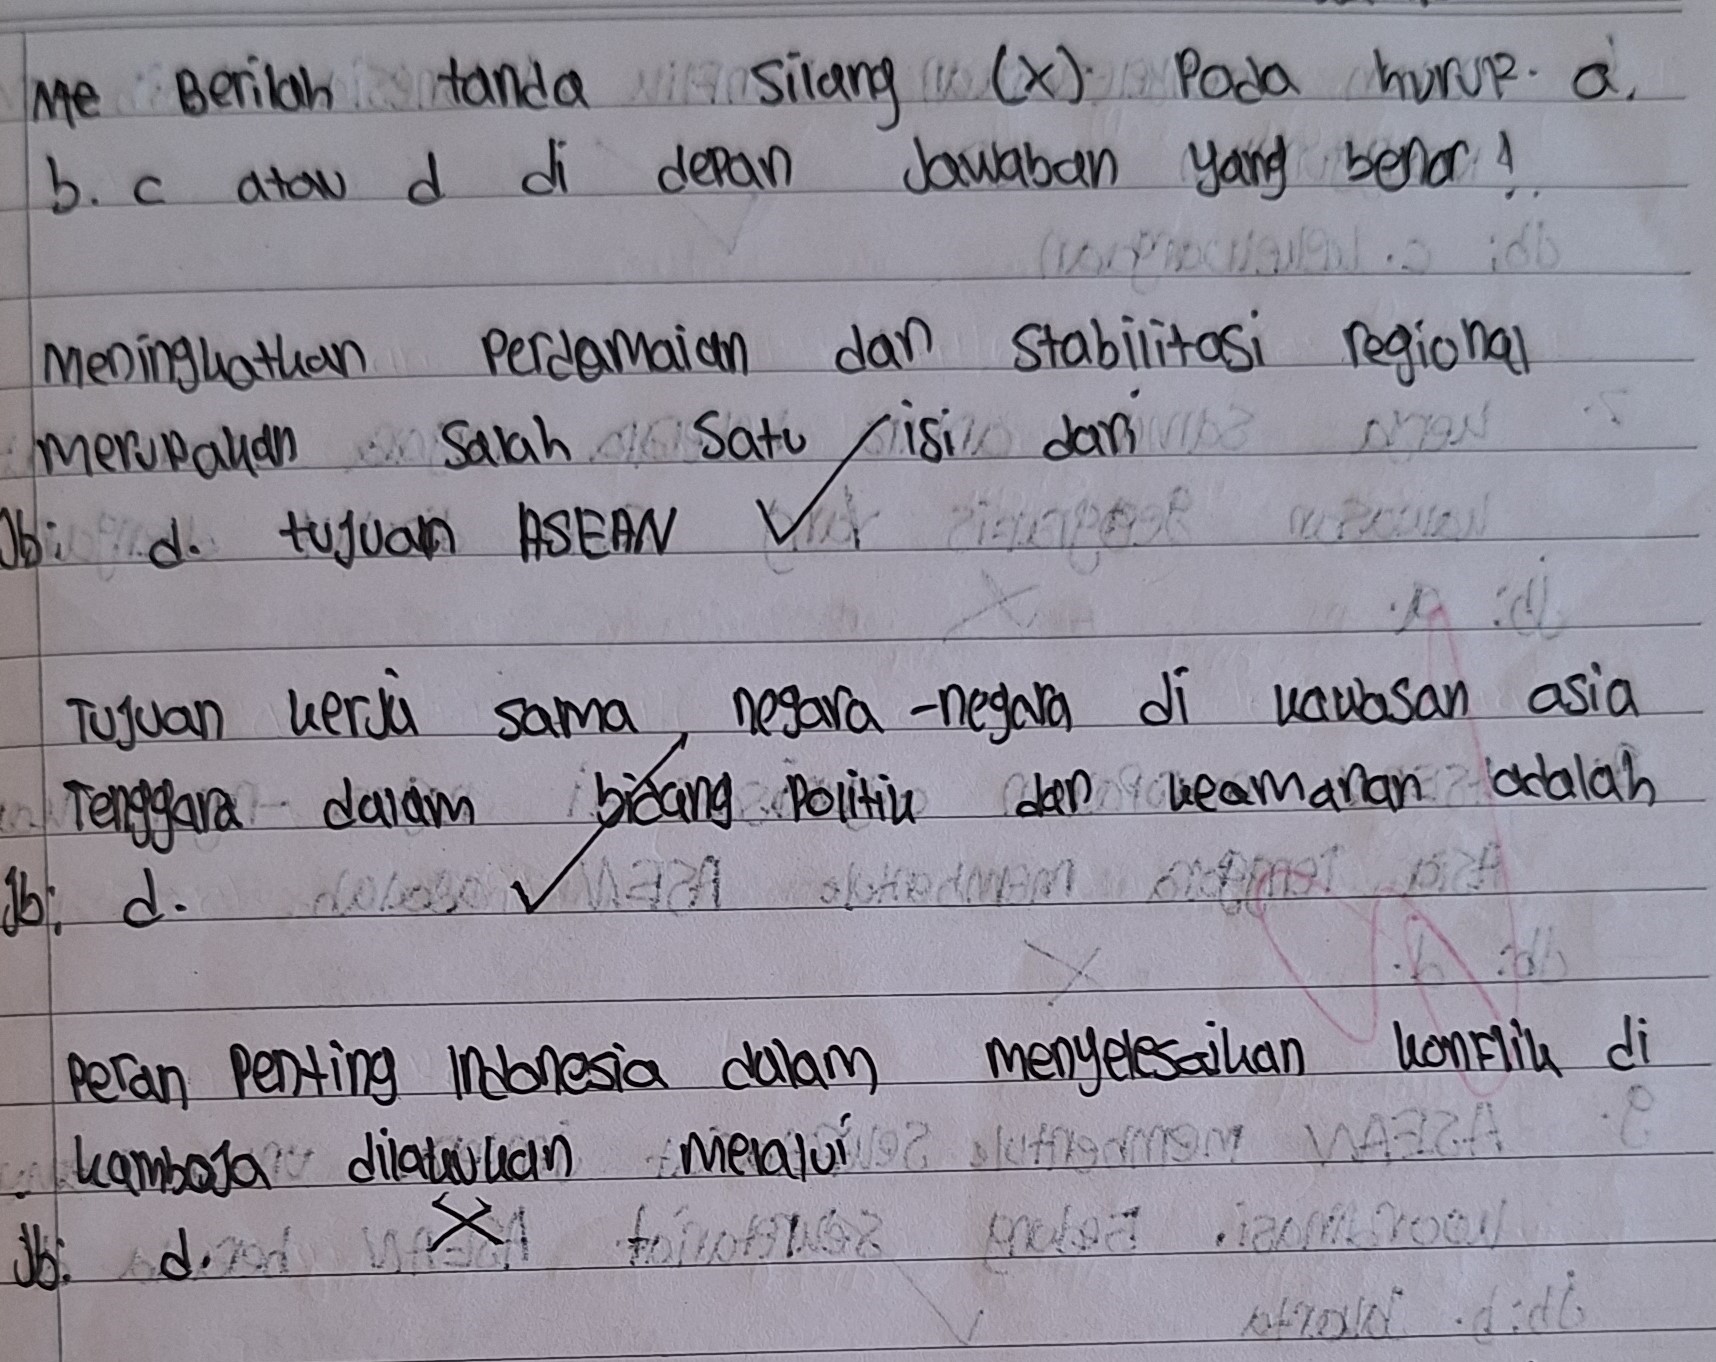 Me Berilah tanda silang (x) Pada hurup. a.
b. c atau d di depan Jawaban yang benar!
Meningkatkan Perdamaian dan Stabilitasi regional
merupakan Salah Satu isi dari
Jb: d. tujuan ASEAN
Tujuan kerja sama negara-negara di kawasan asia
Tenggara dalam bidang Politik dan keamanan adalah
Jb: d.
Peran Penting Indonesia dalam menyelesaikan konflik di
kamboja dilakukan melalui
Jb: d.